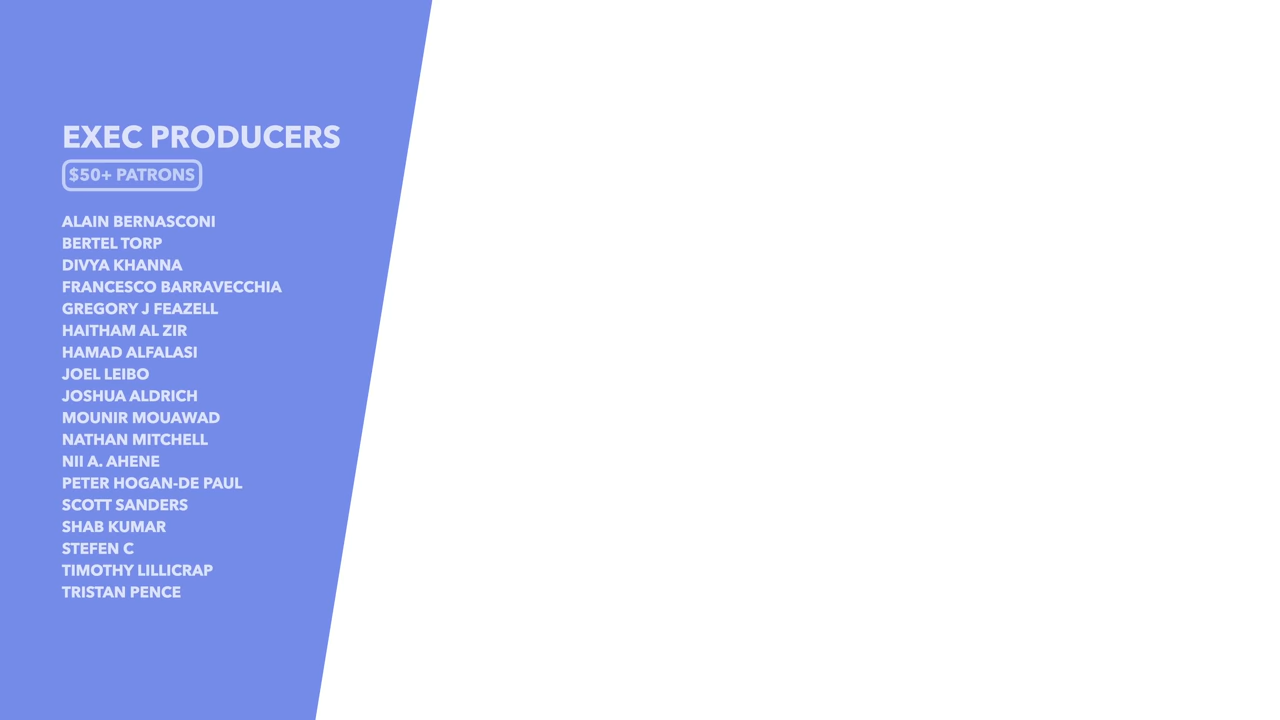 EXEC PRODUCERS
$50+ PATRONS
ALAIN BERNASCONI
BERTEL TORP
DIVYA KHANNA
FRANCESCO BARRAVECCHIA
GREGORY J FEAZELL
HAITHAM AL ZIR
HAMAD ALFALASI
JOEL LEIBO
JOSHUA ALDRICH
MOUNIR MOUAWAD
NATHAN MITCHELL
NII A. AHENE
PETER HOGAN-DE PAUL
SCOTT SANDERS
SHAB KUMAR
STEFEN C
TIMOTHY LILLICRAP
TRISTAN PENCE